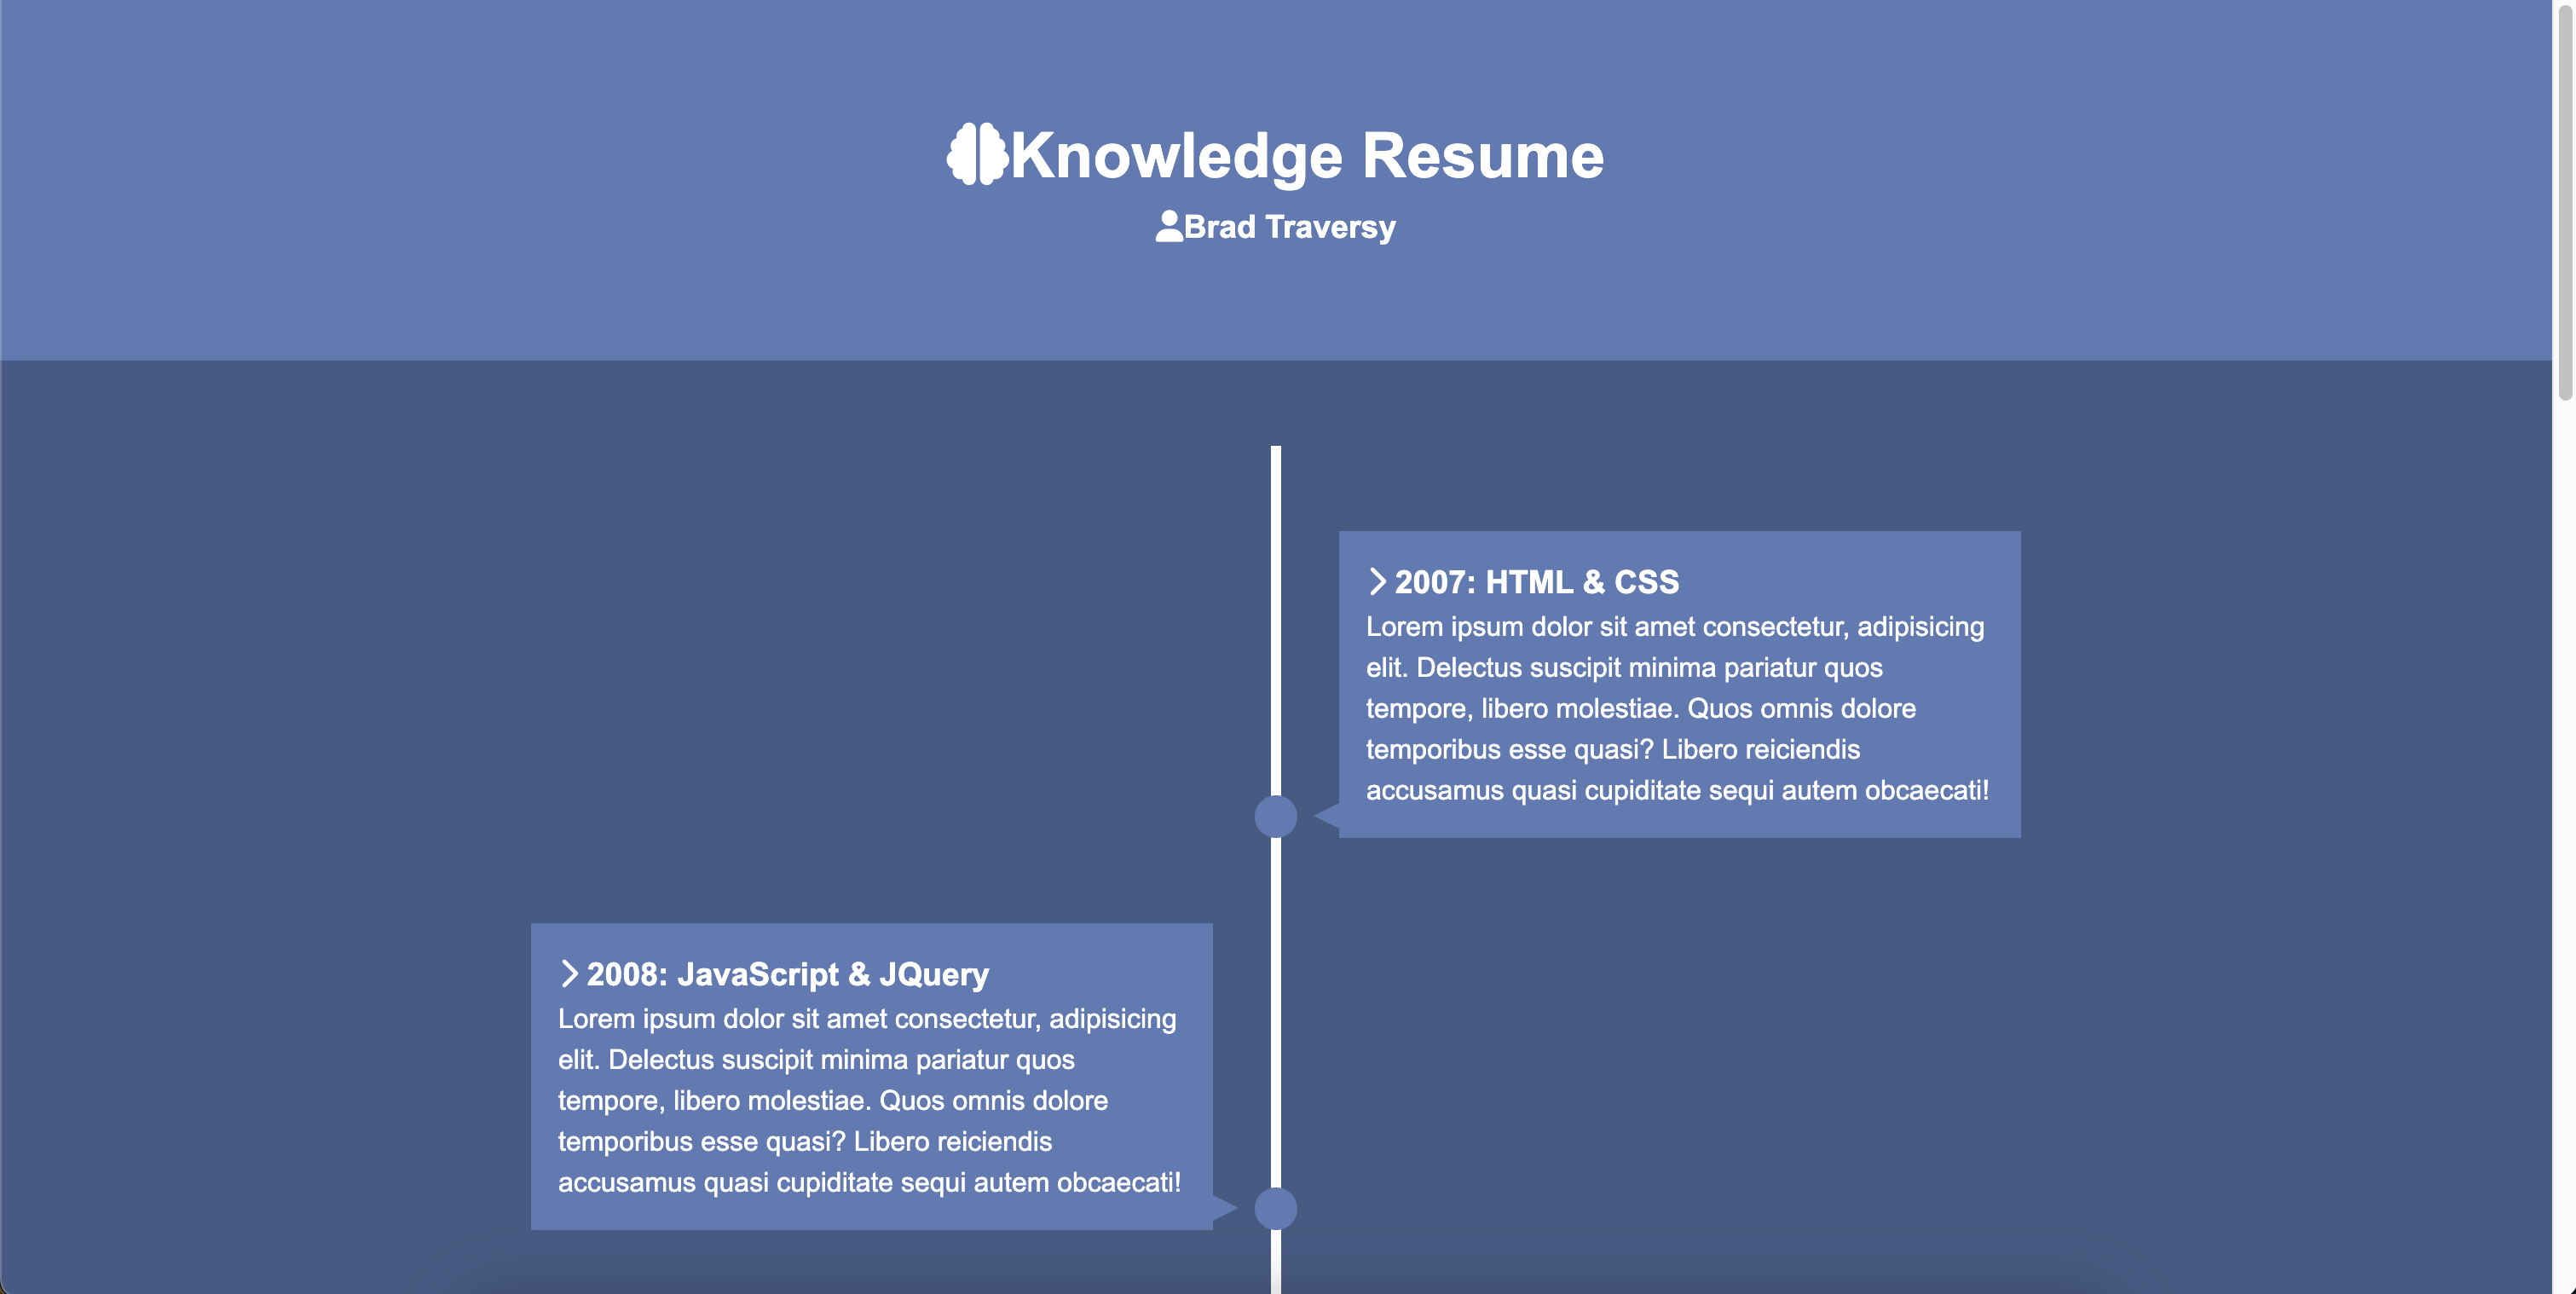 Knowledge Resume
Brad Traversy
2007: HTML & CSS
Lorem ipsum dolor sit amet consectetur, adipisicing
elit. Delectus suscipit minima pariatur quos
tempore, libero molestiae. Quos omnis dolore
temporibus esse quasi? Libero reiciendis
accusamus quasi cupiditate sequi autem obcaecati!
2008: JavaScript & JQuery
Lorem ipsum dolor sit amet consectetur, adipisicing
elit. Delectus suscipit minima pariatur quos
tempore, libero molestiae. Quos omnis dolore
temporibus esse quasi? Libero reiciendis
accusamus quasi cupiditate sequi autem obcaecati!